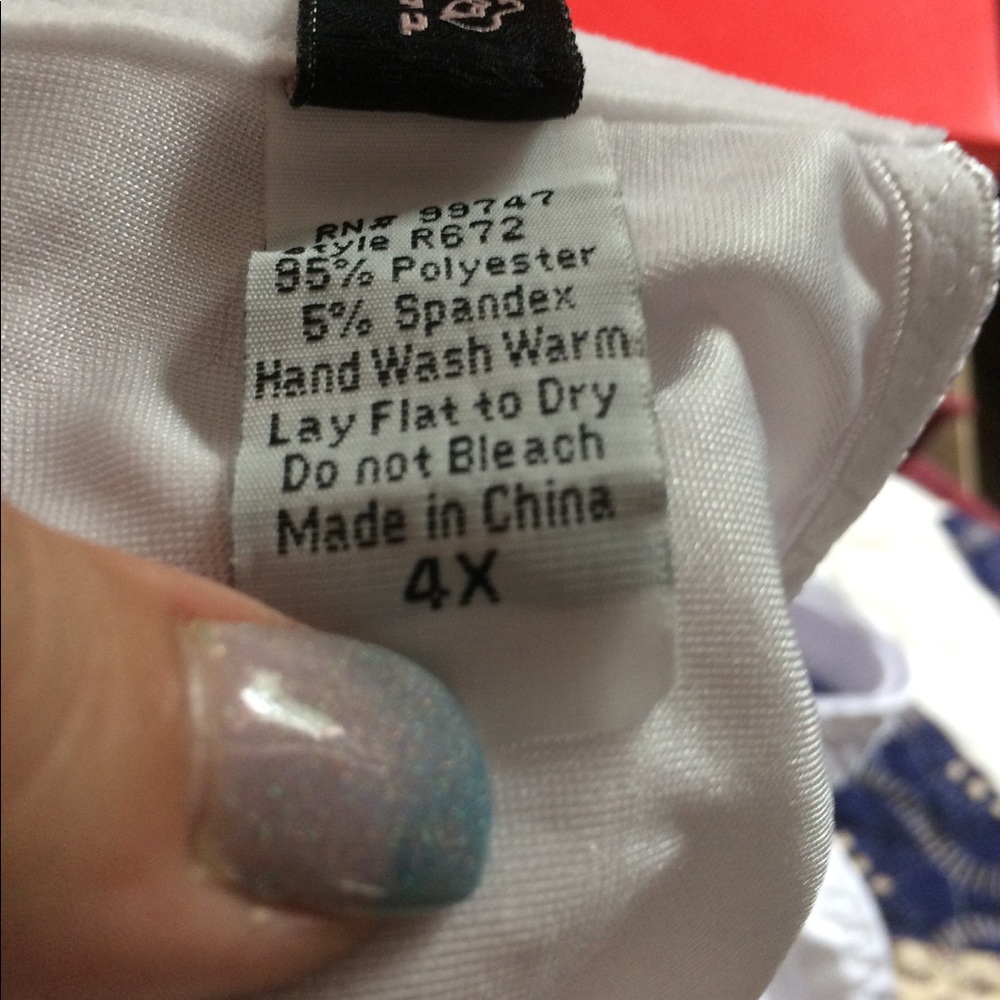 RN# 99747
Style R672
95% Polyester
5% Spandex
Hand Wash Warm
Lay Flat to Dry
Do not Bleach
Made in China
4X